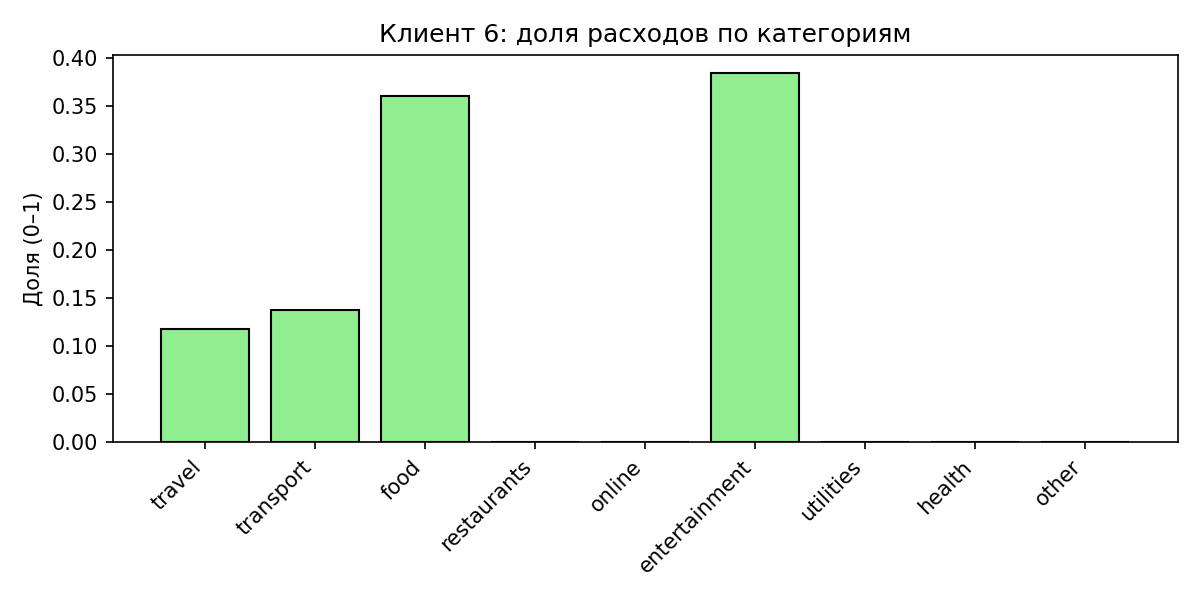 Клиент 6: доля расходов по категориям
Доля (0–1)
0.40
0.35
0.30
0.25
0.20
0.15
0.10
0.05
0.00
travel
transport
food
restaurants
online
entertainment
utilities
health
other